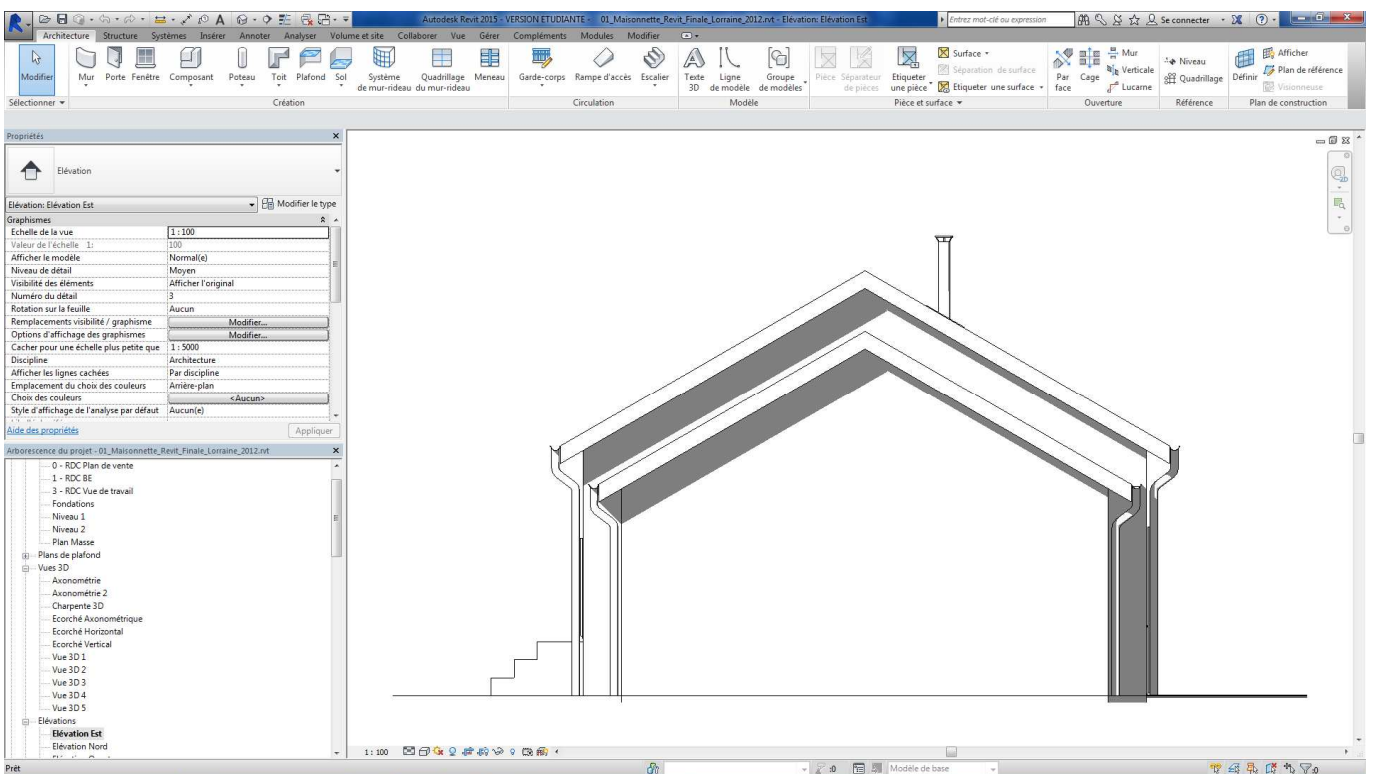 Autodesk Revit 2015 - VERSION ETUDIANTE - 01_Maisonnette_Revit_Finale_Lorraine_2012.rvt - Elévation: Elévation Est
Entrez mot-clé ou expression
Se connecter
Architecture Structure Systèmes Insérer Annoter Analyser Volume et site Collaborer Vue Gérer Compléments Modules Modifier
Modifier
Mur Porte Fenêtre Composant Poteau Toit Plafond Sol
Système de mur-rideau
Quadrillage du mur-rideau
Meneau
Garde-corps Rampe d'accès Escalier
Texte 3D
Ligne de modèle
Groupe de modèles
Pièce
Séparateur de pièces
Etiqueter une pièce
Surface
Séparation de surface
Etiqueter une surface
Par face
Cage
Mur
Verticale
Lucarne
Niveau
Quadrillage
Définir
Afficher
Plan de référence
Visionneuse
Sélectionner Création Circulation Modèle Pièce et surface Ouverture Référence Plan de construction
Propriétés
Elévation
Elévation: Elévation Est Modifier le type
Graphismes
Echelle de la vue 1 : 100
Valeur de l'échelle 1: 100
Afficher le modèle Normal(e)
Niveau de détail Moyen
Visibilité des éléments Afficher l'original
Numéro du détail 3
Rotation sur la feuille Aucun
Remplacements visibilité / graphisme Modifier...
Options d'affichage des graphismes Modifier...
Cacher pour une échelle plus petite que 1 : 5000
Discipline Architecture
Afficher les lignes cachées Par discipline
Emplacement du choix des couleurs Arrière-plan
Choix des couleurs <Aucun>
Style d'affichage de l'analyse par défaut Aucun(e)
Aide des propriétés Appliquer
Arborescence du projet - 01_Maisonnette_Revit_Finale_Lorraine_2012.rvt
0 - RDC Plan de vente
1 - RDC BE
3 - RDC Vue de travail
Fondations
Niveau 1
Niveau 2
Plan Masse
Plans de plafond
Vues 3D
Axonométrie
Axonométrie 2
Charpente 3D
Ecorché Axonométrique
Ecorché Horizontal
Ecorché Vertical
Vue 3D 1
Vue 3D 2
Vue 3D 3
Vue 3D 4
Vue 3D 5
Elévations
Elévation Est
Elévation Nord
2D
1 : 100
Prêt
:0
Modèle de base
:0